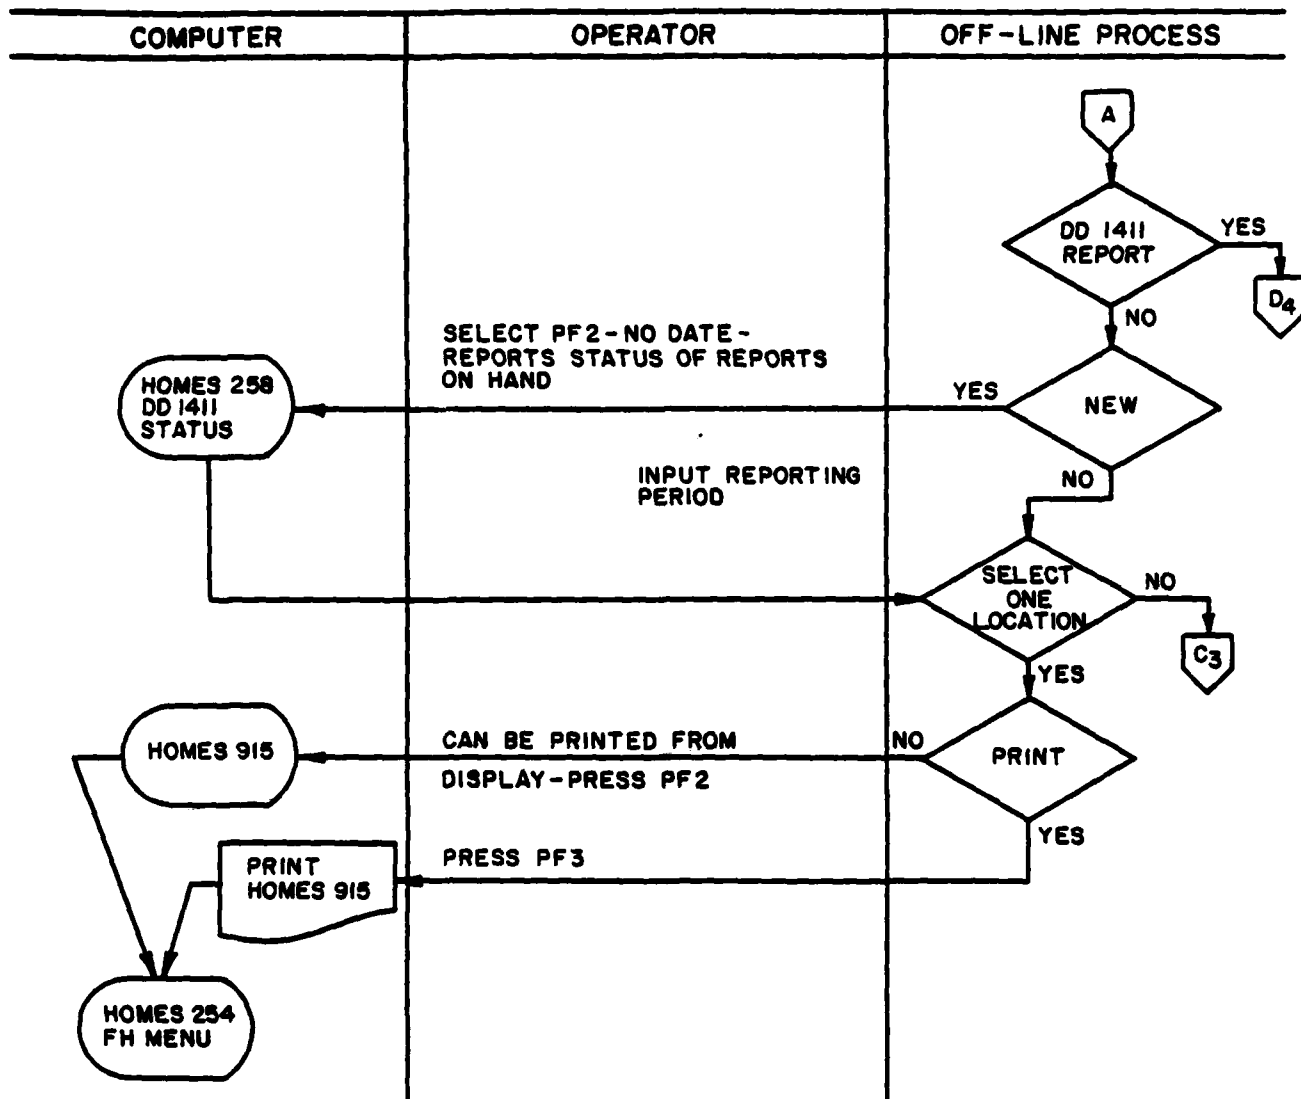 COMPUTER
OPERATOR
OFF-LINE PROCESS
A
DD 1411
REPORT
YES
D4
NO
SELECT PF2-NO DATE-
REPORTS STATUS OF REPORTS
ON HAND
HOMES 258
DD 1411
STATUS
YES
NEW
INPUT REPORTING
PERIOD
NO
SELECT
ONE
LOCATION
NO
C3
YES
HOMES 915
CAN BE PRINTED FROM
DISPLAY-PRESS PF2
NO
PRINT
YES
PRESS PF3
PRINT
HOMES 915
HOMES 254
FH MENU